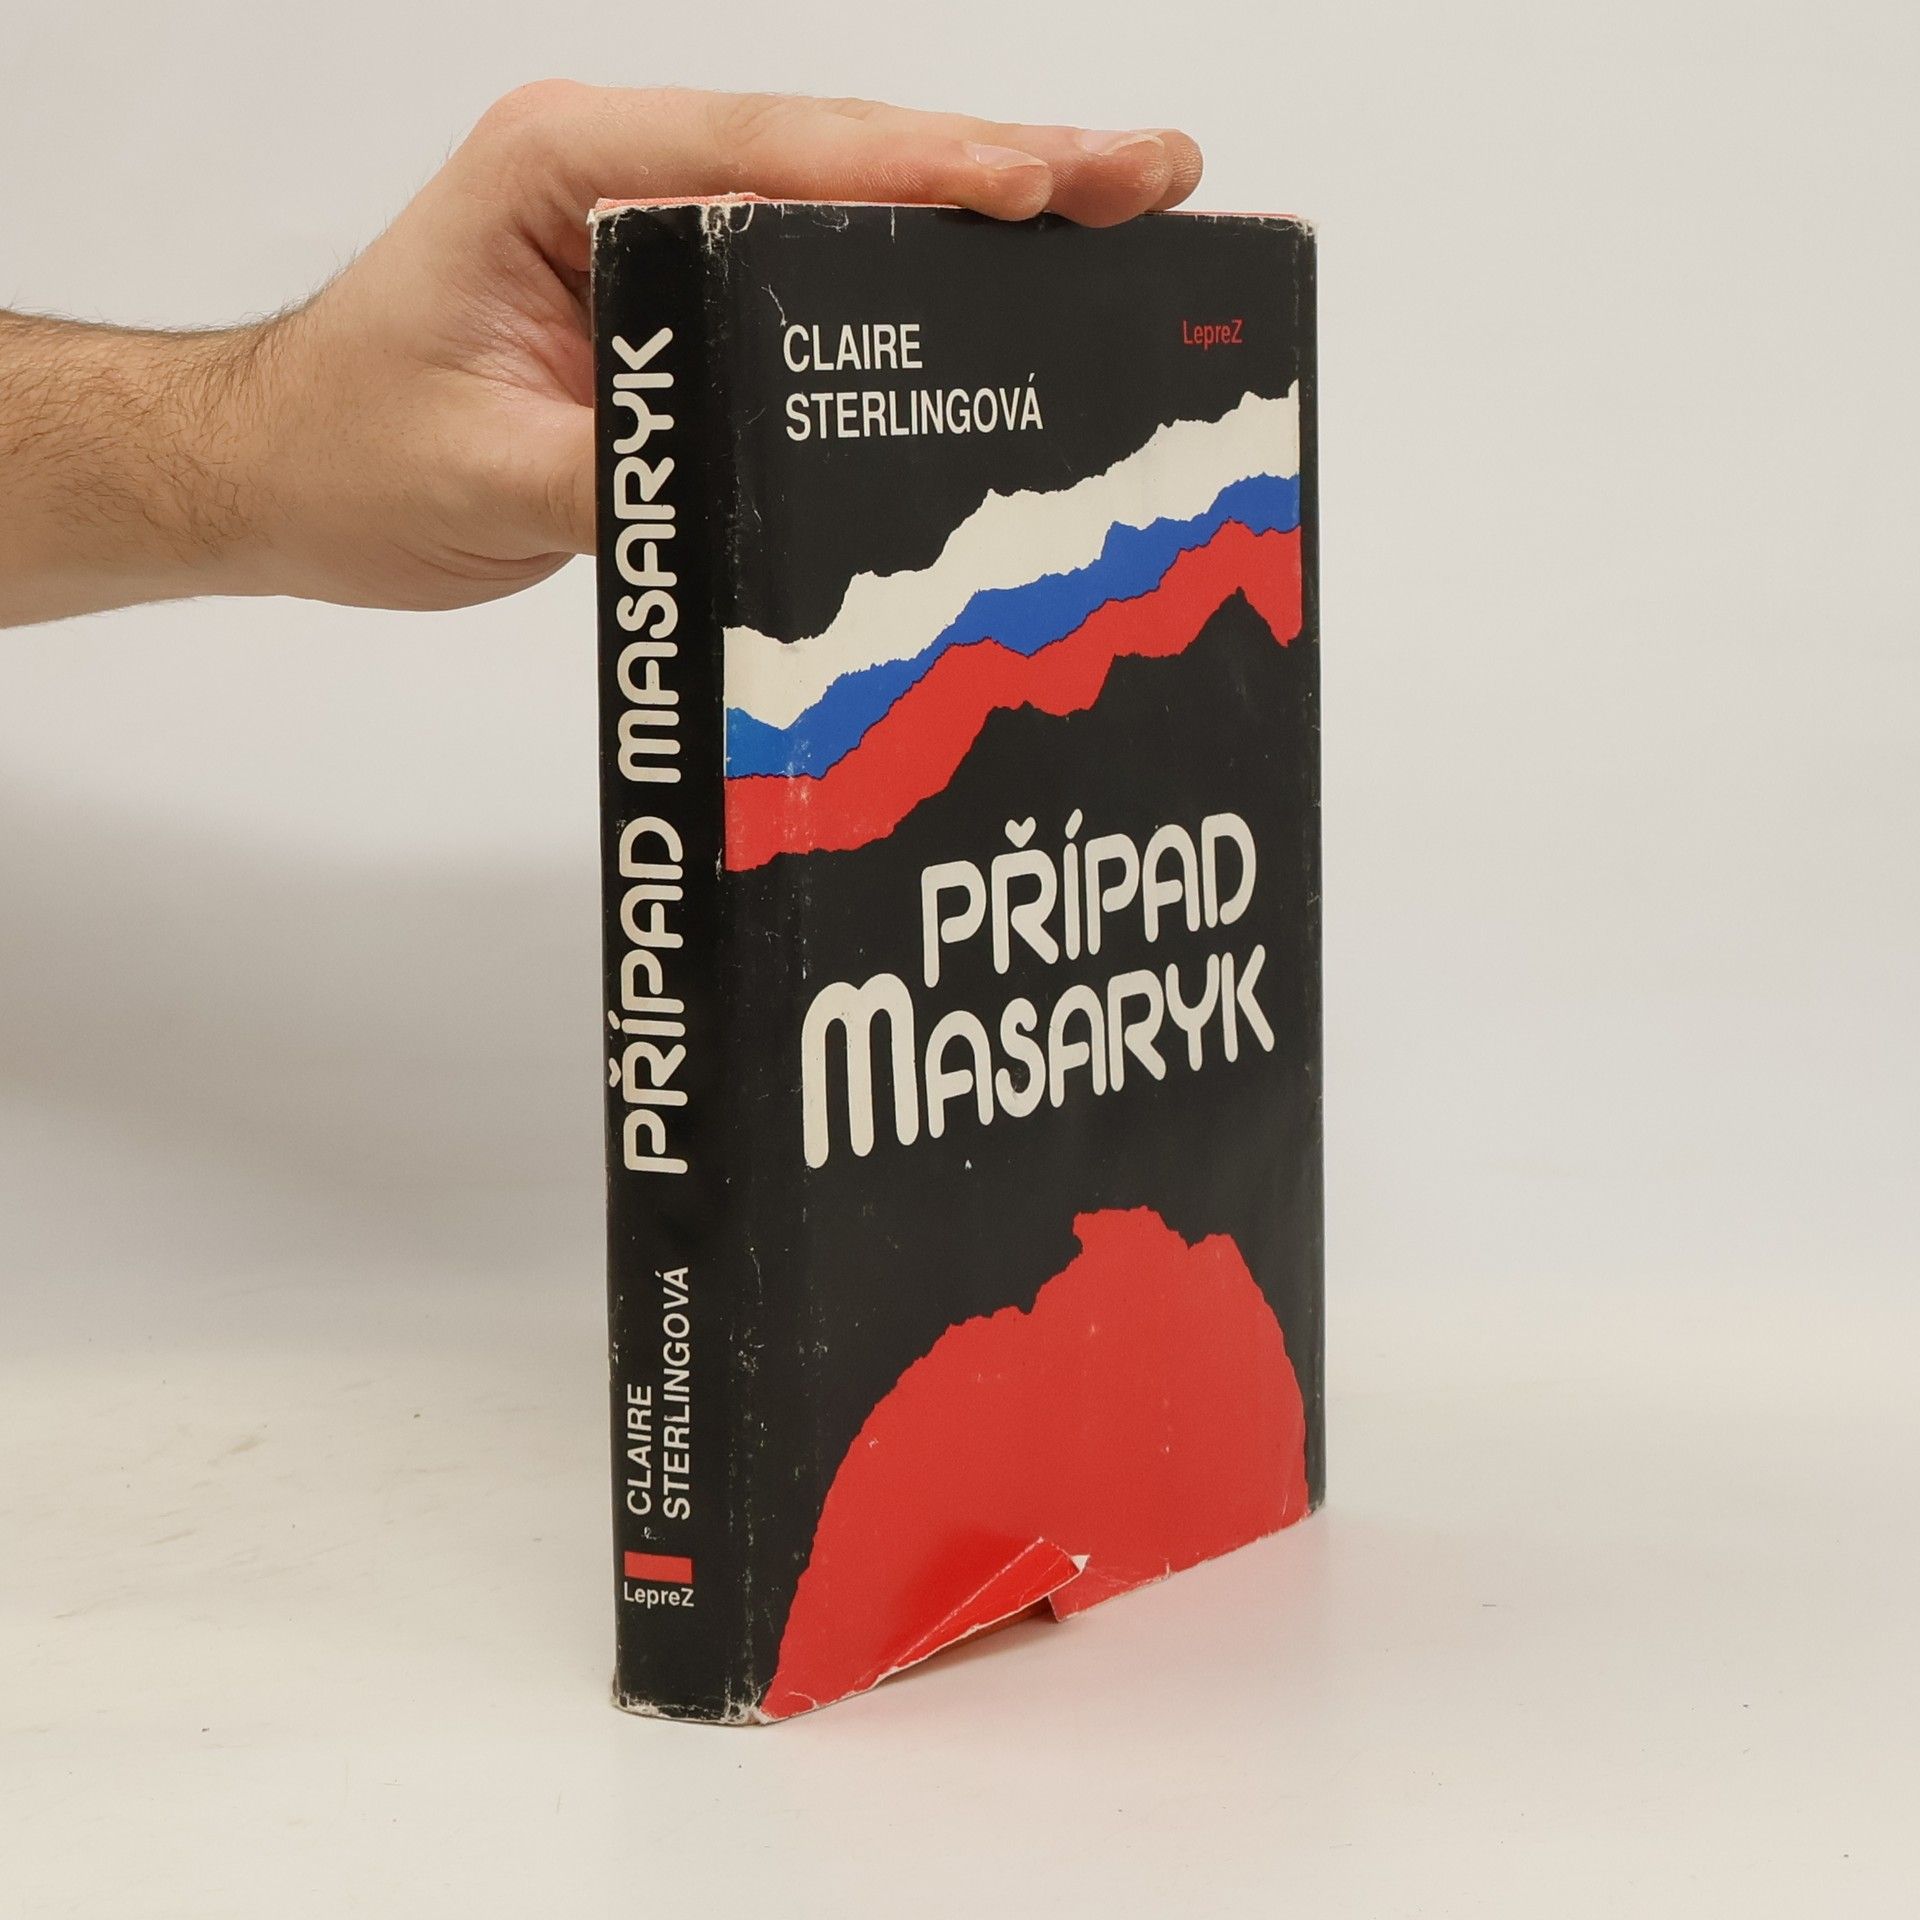 PŘÍPAD MASARYK
CLAIRE
STERLINGOVÁ
LepreZ
CLAIRE
STERLINGOVÁ
LepreZ
PŘÍPAD
MASARYK